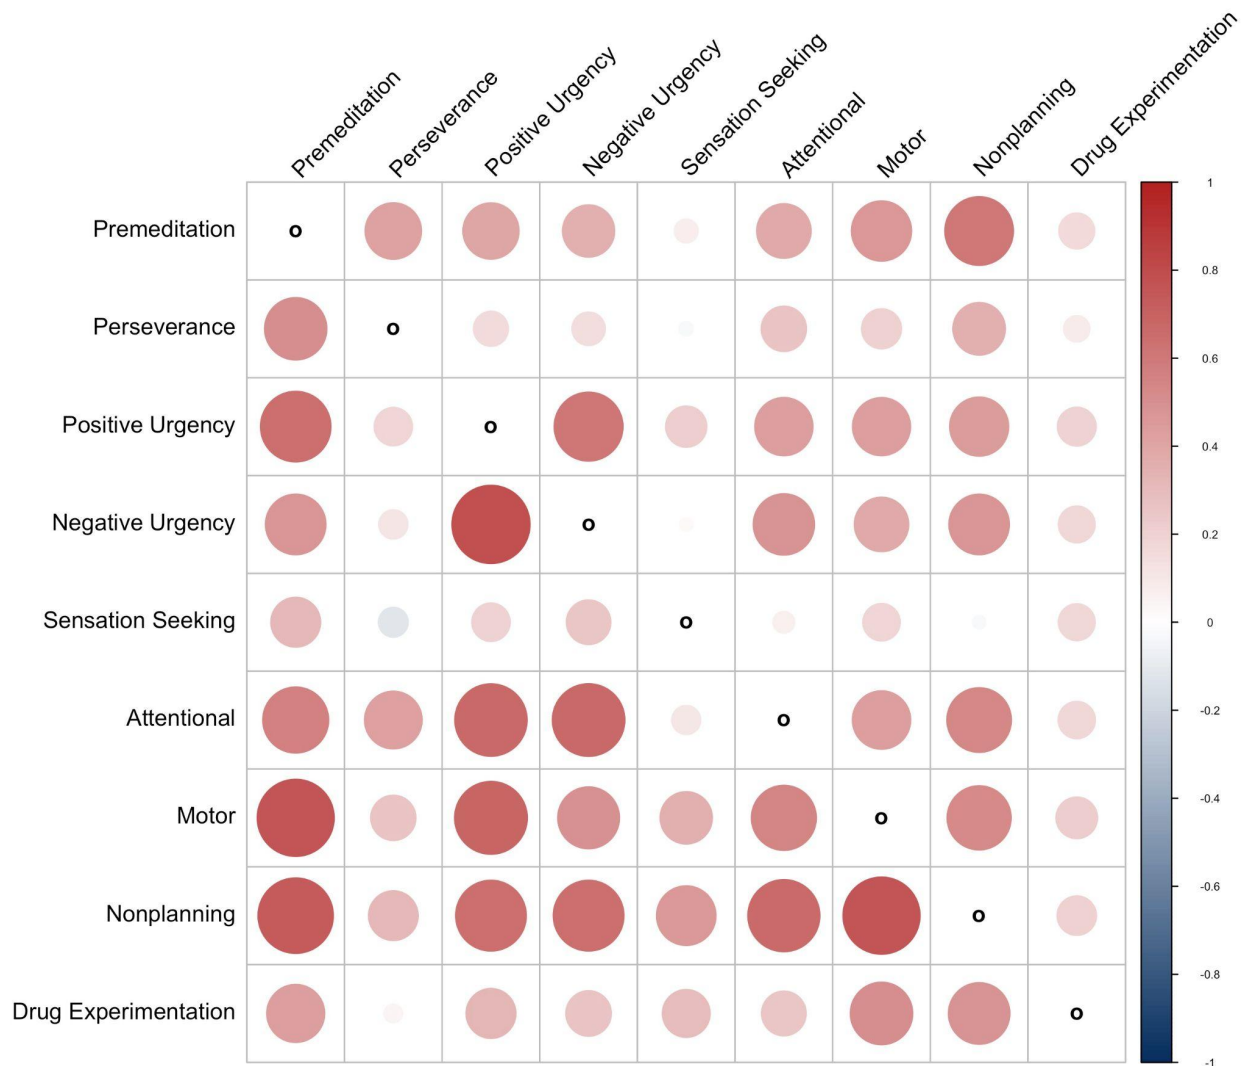 Premeditation
Perseverance
Positive Urgency
Negative Urgency
Sensation Seeking
Attentional
Motor
Nonplanning
Drug Experimentation
Premeditation o
Perseverance o
Positive Urgency o
Negative Urgency o
Sensation Seeking o
Attentional o
Motor o
Nonplanning o
Drug Experimentation o
1
0.8
0.6
0.4
0.2
0
-0.2
-0.4
-0.6
-0.8
-1